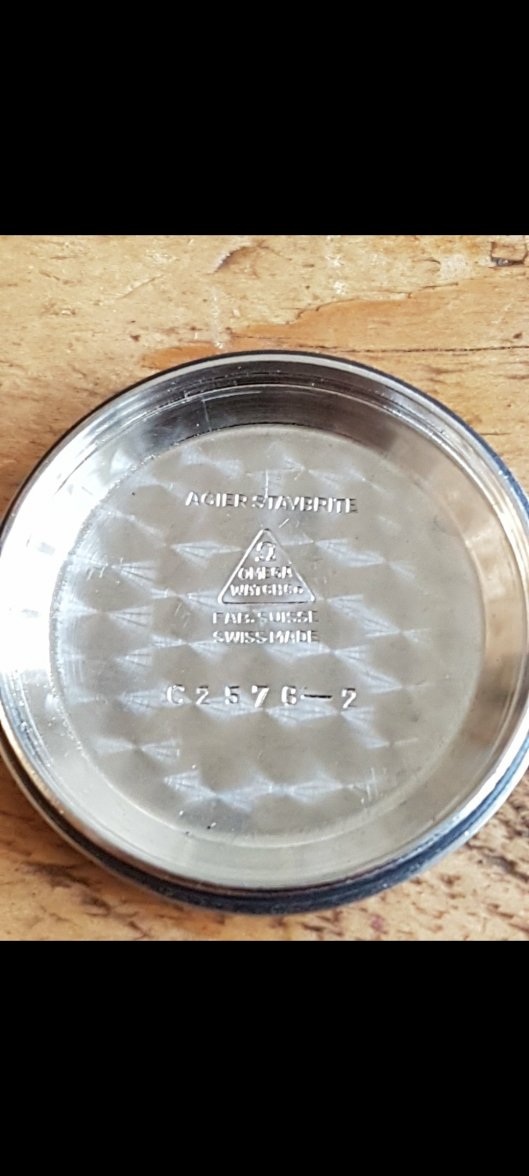 ACIER STAYBRITE
Ω
OMEGA
WATCH Co
FAB. SUISSE
SWISS MADE
C 2 5 7 6 — 2